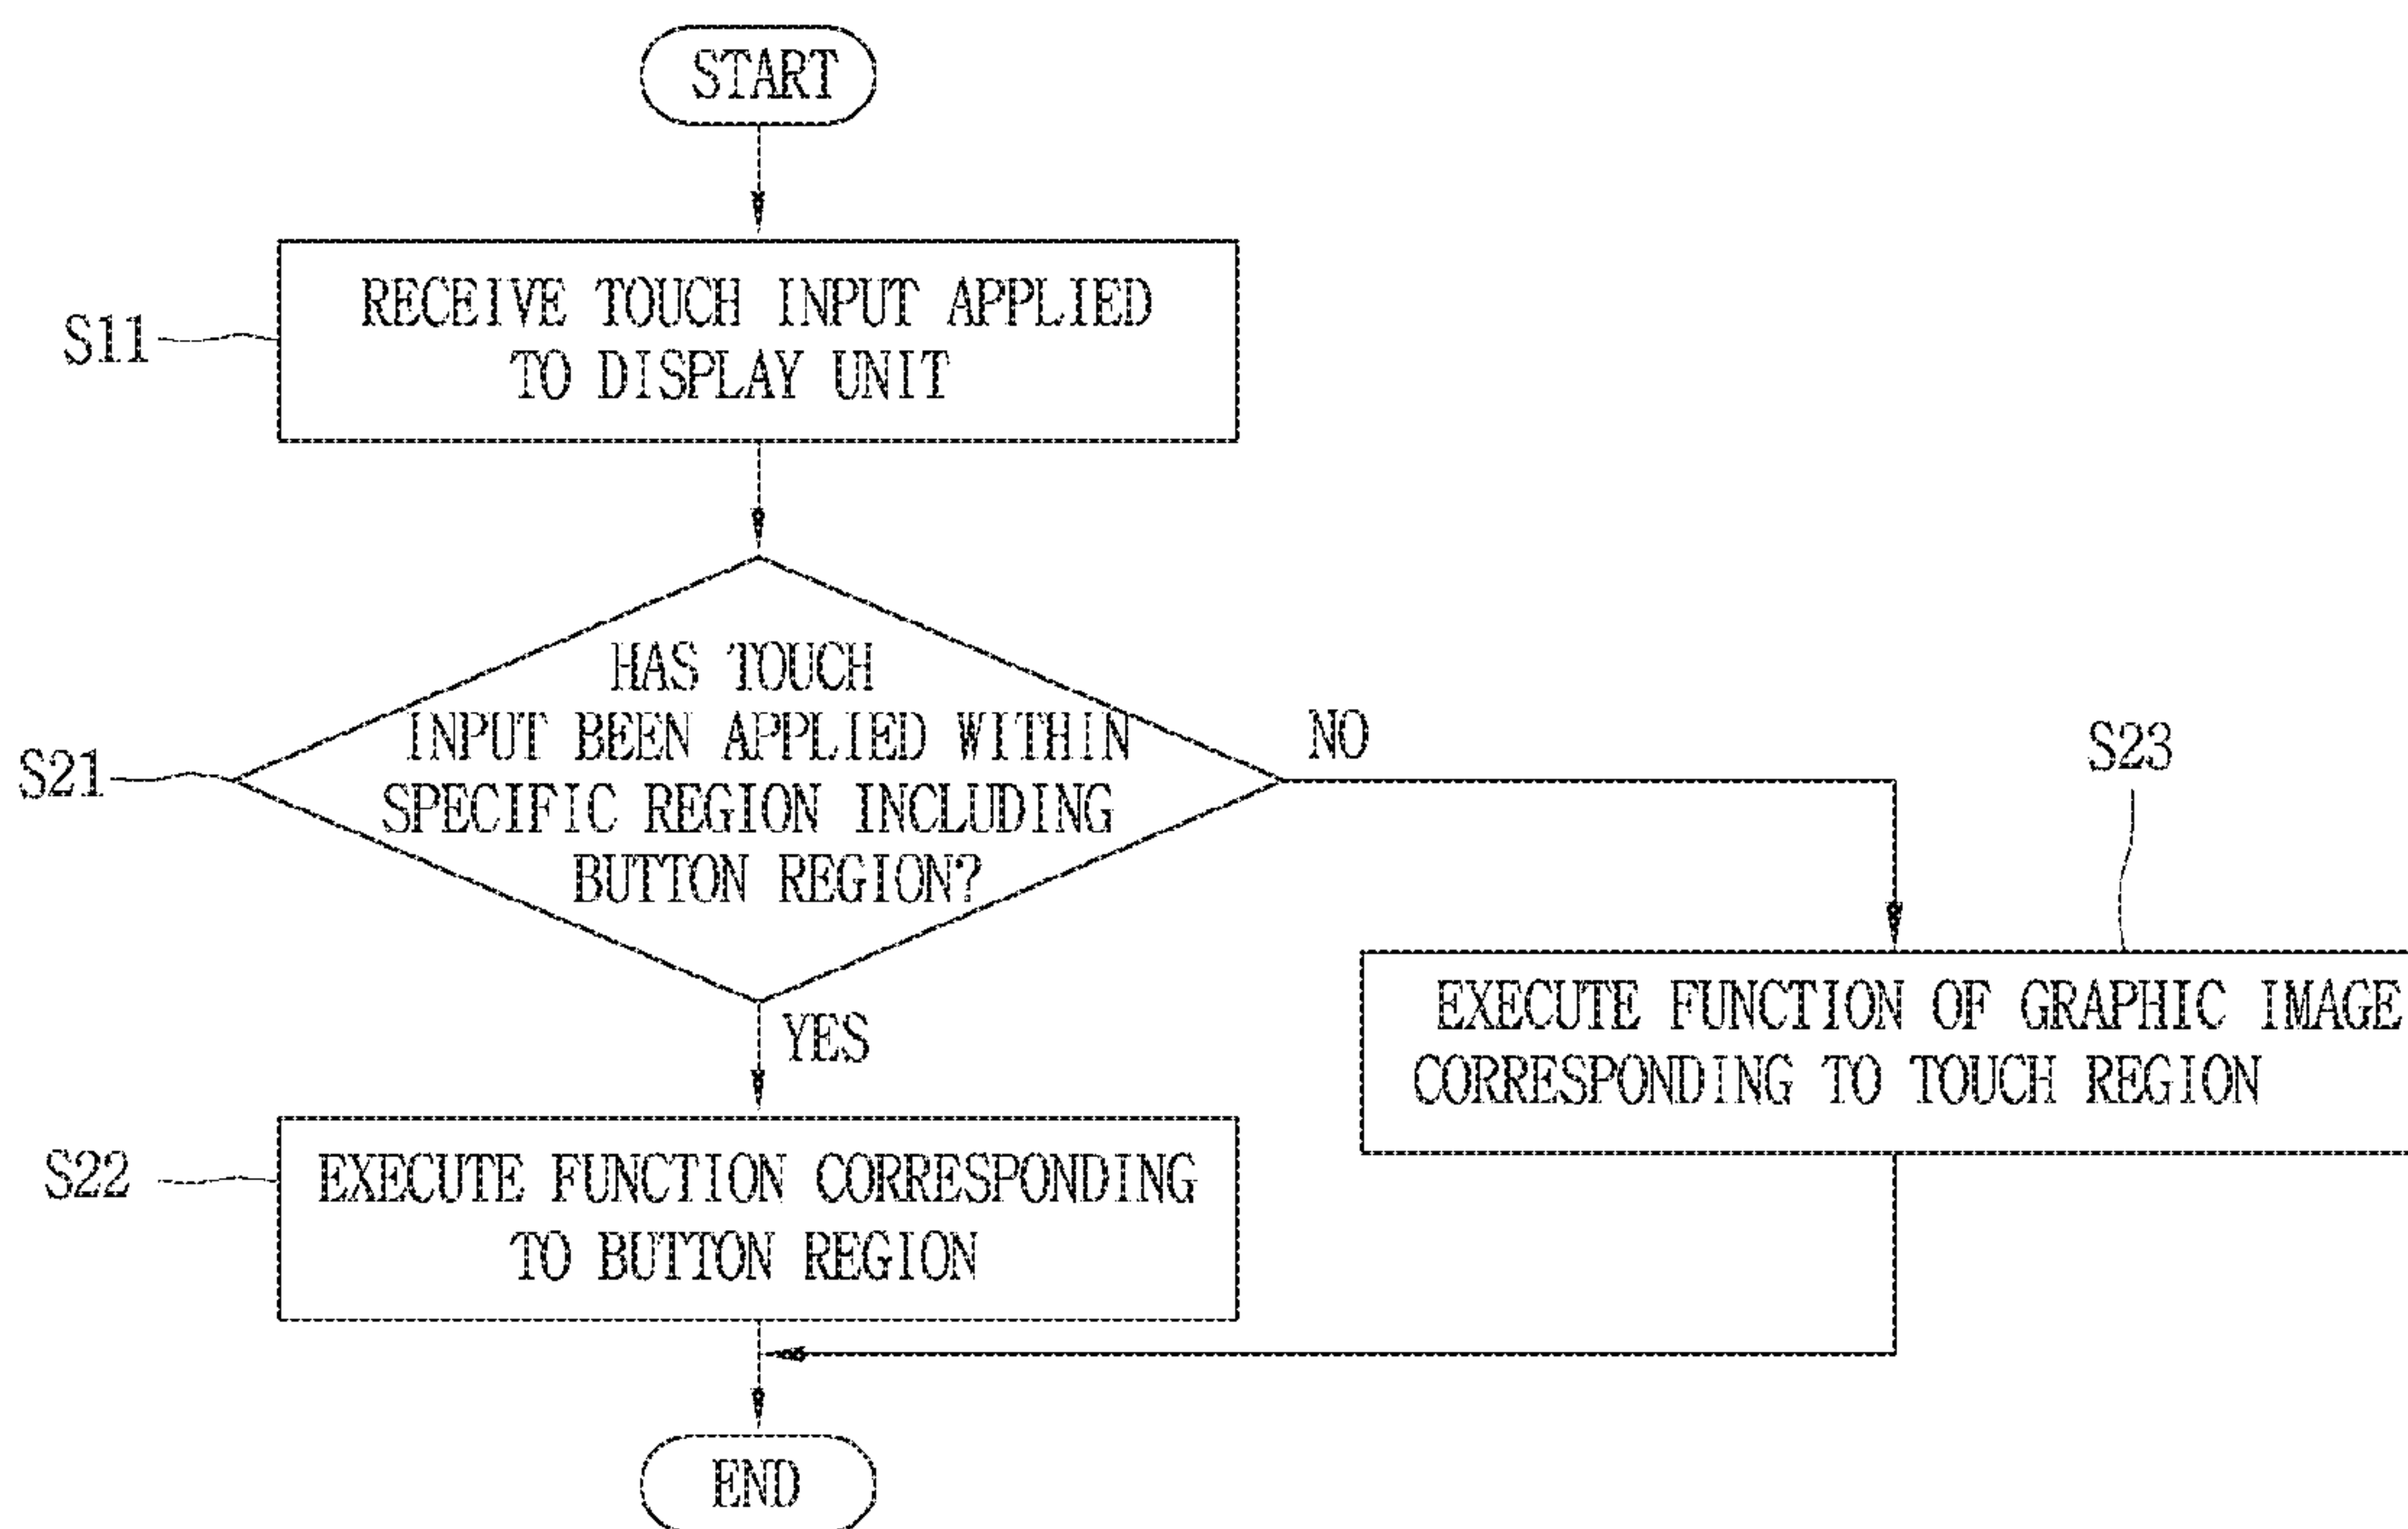 START
S11
RECEIVE TOUCH INPUT APPLIED
TO DISPLAY UNIT
S21
HAS TOUCH
INPUT BEEN APPLIED WITHIN
SPECIFIC REGION INCLUDING
BUTTON REGION?
NO
S23
EXECUTE FUNCTION OF GRAPHIC IMAGE
CORRESPONDING TO TOUCH REGION
YES
S22
EXECUTE FUNCTION CORRESPONDING
TO BUTTON REGION
END